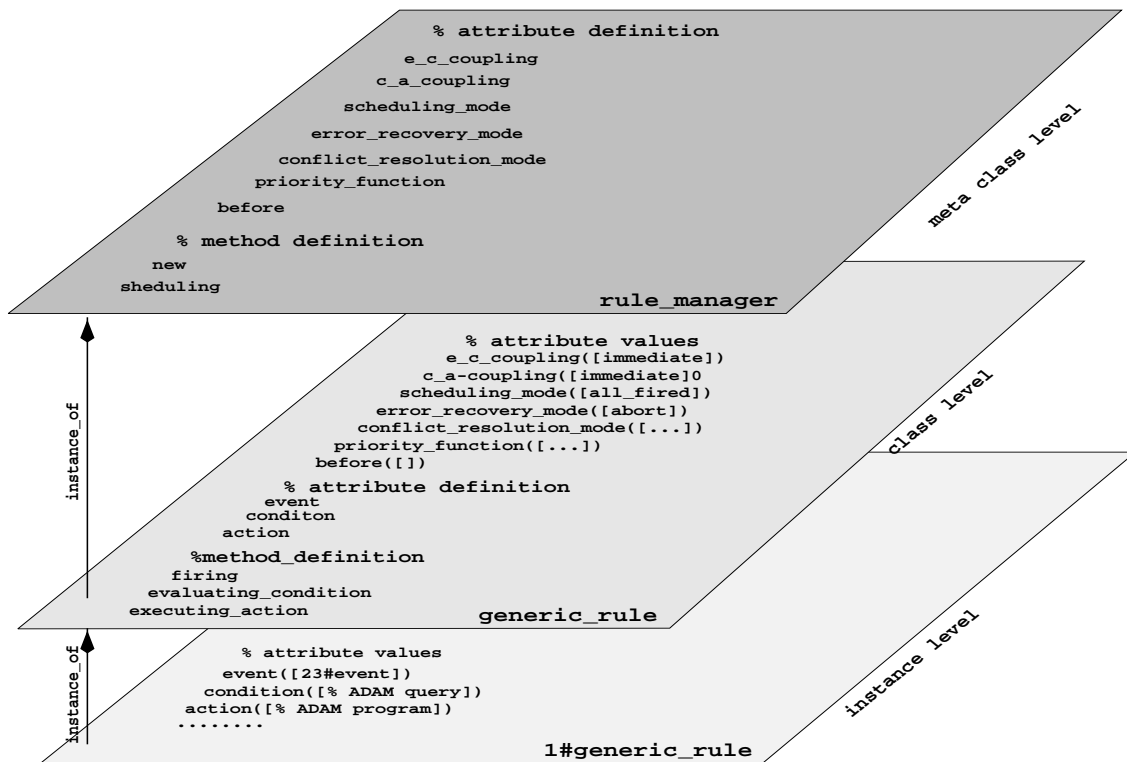 % attribute definition
e_c_coupling
c_a_coupling
scheduling_mode
error_recovery_mode
conflict_resolution_mode
priority_function
before
% method definition
new
sheduling
rule_manager
meta class level
% attribute values
e_c_coupling([immediate])
c_a-coupling([immediate]0
scheduling_mode([all_fired])
error_recovery_mode([abort])
conflict_resolution_mode([...])
priority_function([...])
before([])
% attribute definition
event
conditon
action
%method_definition
firing
evaluating_condition
executing_action
generic_rule
class level
instance_of
% attribute values
event([23#event])
condition([% ADAM query])
action([% ADAM program])
........
1#generic_rule
instance level
instance_of